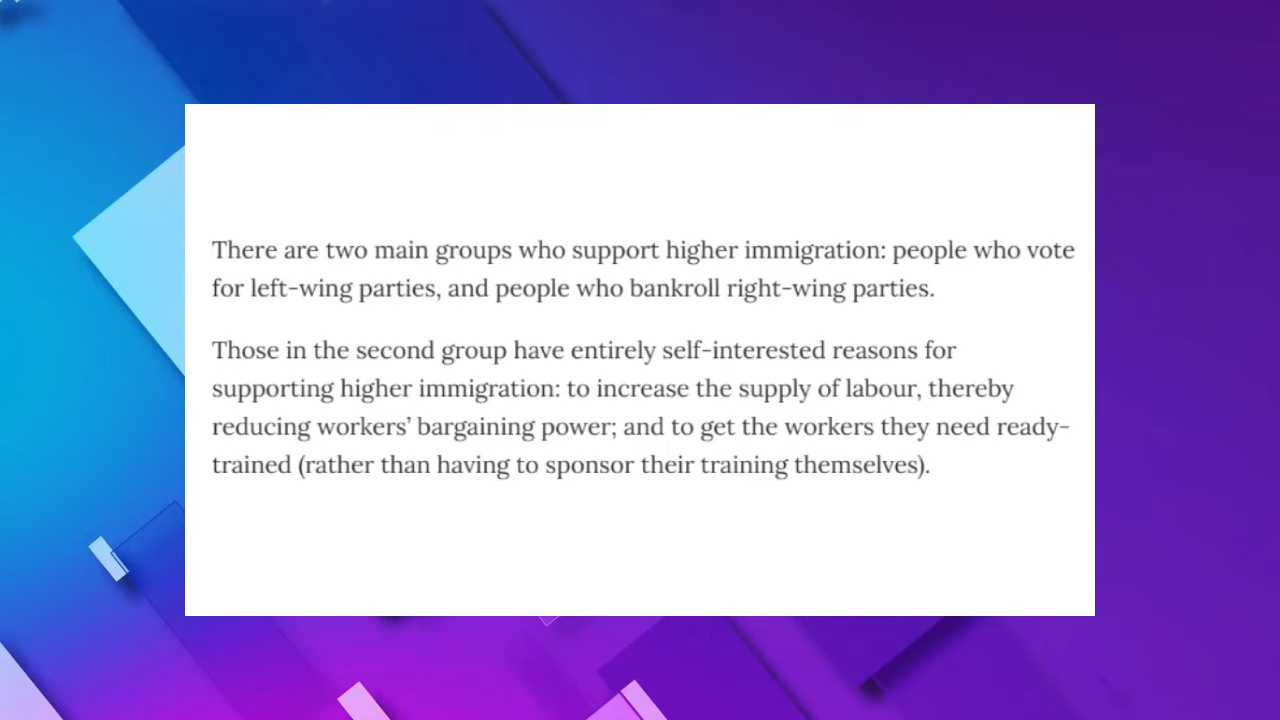 There are two main groups who support higher immigration: people who vote
for left-wing parties, and people who bankroll right-wing parties.
Those in the second group have entirely self-interested reasons for
supporting higher immigration: to increase the supply of labour, thereby
reducing workers’ bargaining power; and to get the workers they need ready-
trained (rather than having to sponsor their training themselves).